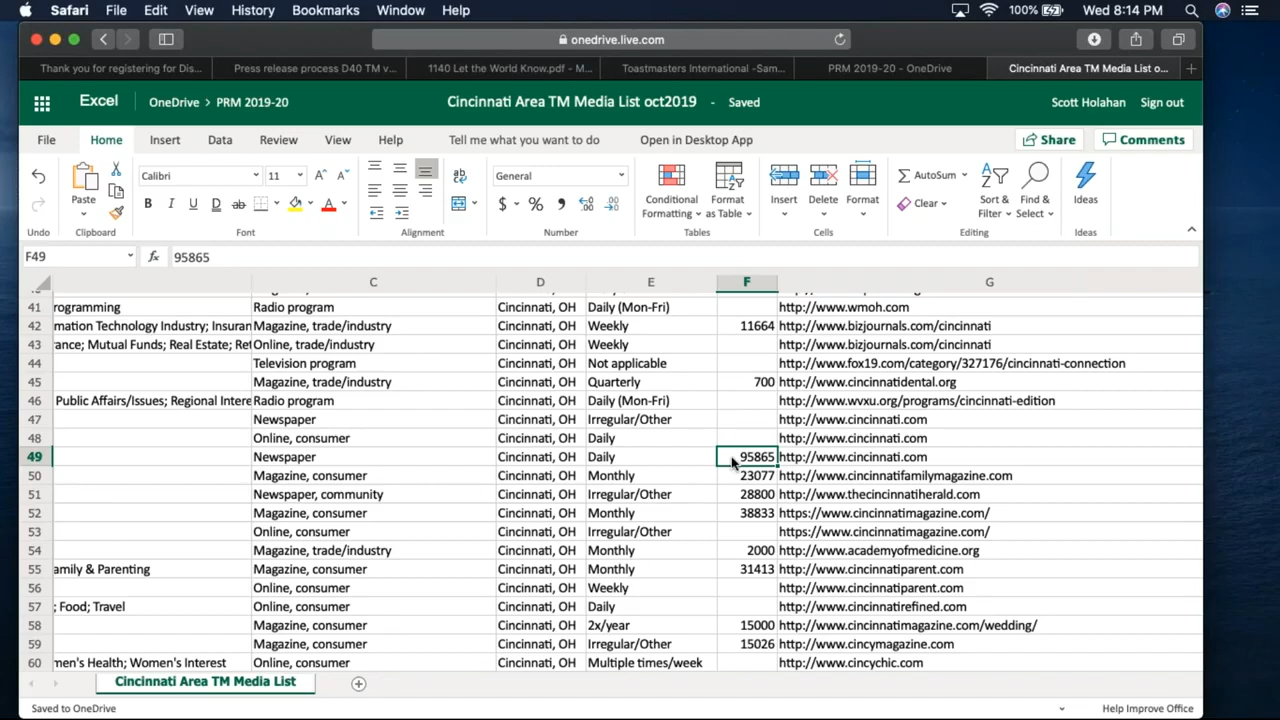 Safari File Edit View History Bookmarks Window Help 100% Wed 8:14 PM
onedrive.live.com
Thank you for registering for Dis... Press release process D40 TM v... 1140 Let the World Know.pdf - M... Toastmasters International -Sam... PRM 2019-20 - OneDrive Cincinnati Area TM Media List o... +
Excel OneDrive > PRM 2019-20 Cincinnati Area TM Media List oct2019 - Saved Scott Holahan Sign out
File Home Insert Review View Help Tell me what you want to do Open in Desktop App Share Comments
Calibri 11 General AutoSum
Paste Conditional Formatting Format as Table Insert Delete Format Clear Sort & Filter Find & Select Ideas
B I U D ab A $ % 9
Undo Clipboard Font Alignment Number Tables Cells Editing Ideas
F49 fx 95865
C D E F G
41 rogramming Radio program Cincinnati, OH Daily (Mon-Fri) http://www.wmoh.com
42 mation Technology Industry; Insuran Magazine, trade/industry Cincinnati, OH Weekly 11664 http://www.bizjournals.com/cincinnati
43 rance; Mutual Funds; Real Estate; Ret Online, trade/industry Cincinnati, OH Weekly http://www.bizjournals.com/cincinnati
44 Television program Cincinnati, OH Not applicable http://www.fox19.com/category/327176/cincinnati-connection
45 Magazine, trade/industry Cincinnati, OH Quarterly 700 http://www.cincinnatidental.org
46 Public Affairs/Issues; Regional Intere Radio program Cincinnati, OH Daily (Mon-Fri) http://www.wvxu.org/programs/cincinnati-edition
47 Newspaper Cincinnati, OH Irregular/Other http://www.cincinnati.com
48 Online, consumer Cincinnati, OH Daily http://www.cincinnati.com
49 Newspaper Cincinnati, OH Daily 95865 http://www.cincinnati.com
50 Magazine, consumer Cincinnati, OH Monthly 23077 http://www.cincinnatifamilymagazine.com
51 Newspaper, community Cincinnati, OH Irregular/Other 28800 http://www.thecincinnatiherald.com
52 Magazine, consumer Cincinnati, OH Monthly 38833 https://www.cincinnatimagazine.com/
53 Online, consumer Cincinnati, OH Irregular/Other https://www.cincinnatimagazine.com/
54 Magazine, trade/industry Cincinnati, OH Monthly 2000 http://www.academyofmedicine.org
55 amily & Parenting Magazine, consumer Cincinnati, OH Monthly 31413 http://www.cincinnatiparent.com
56 Online, consumer Cincinnati, OH Weekly http://www.cincinnatiparent.com
57 ; Food; Travel Online, consumer Cincinnati, OH Daily http://www.cincinnatirefined.com
58 Magazine, consumer Cincinnati, OH 2x/year 15000 http://www.cincinnatimagazine.com/wedding/
59 Magazine, consumer Cincinnati, OH Irregular/Other 15026 http://www.cincymagazine.com
60 men's Health; Women's Interest Online, consumer Cincinnati, OH Multiple times/week http://www.cincychic.com
Cincinnati Area TM Media List
Saved to OneDrive Help Improve Office